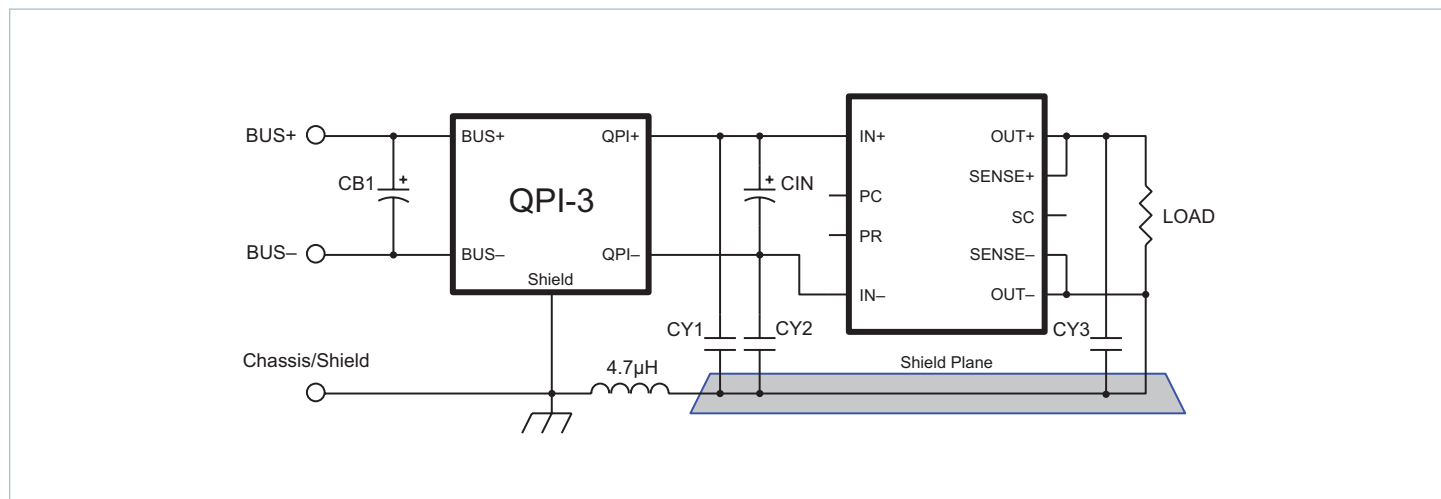 BUS+
BUS+
QPI+
IN+
OUT+
CB1
+
QPI-3
+
CIN
SENSE+
PC
SC
LOAD
PR
BUS–
BUS–
QPI–
SENSE–
Shield
IN–
OUT–
CY1
CY2
CY3
Chassis/Shield
4.7µH
Shield Plane